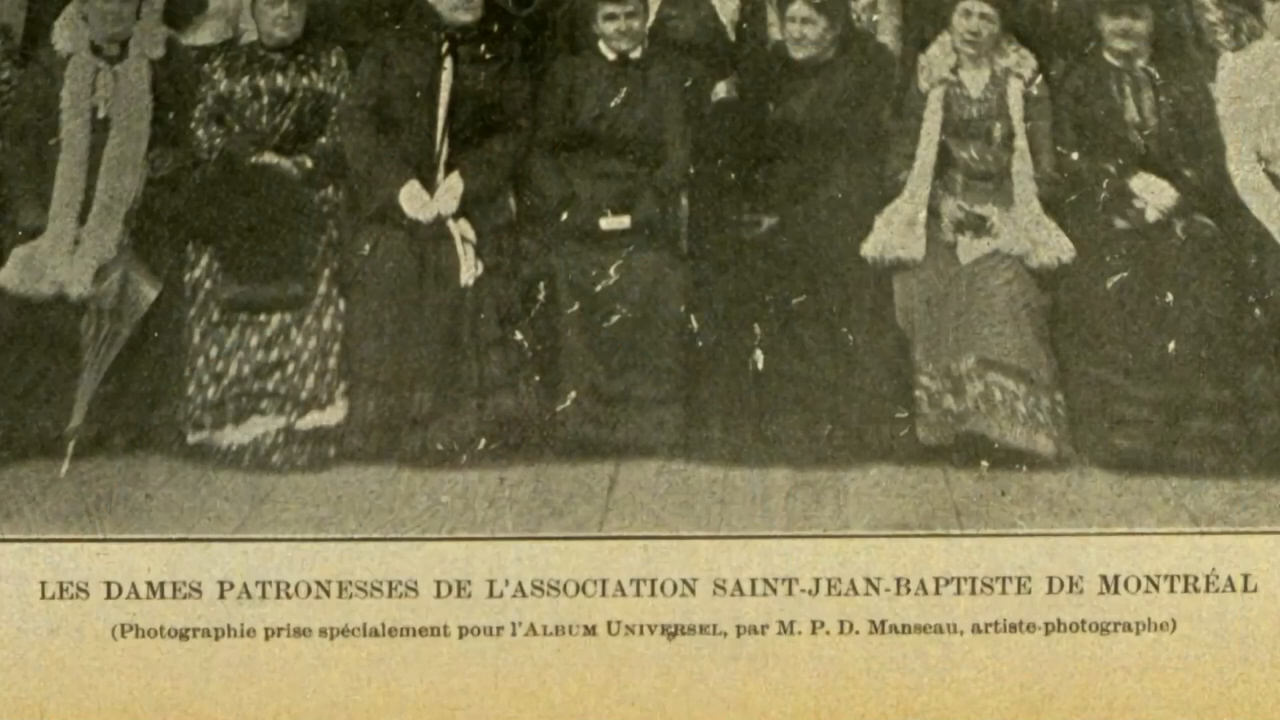 LES DAMES PATRONESSES DE L'ASSOCIATION SAINT-JEAN-BAPTISTE DE MONTRÉAL
(Photographie prise spécialement pour l'ALBUM UNIVERSEL, par M. P. D. Manseau, artiste-photographe)